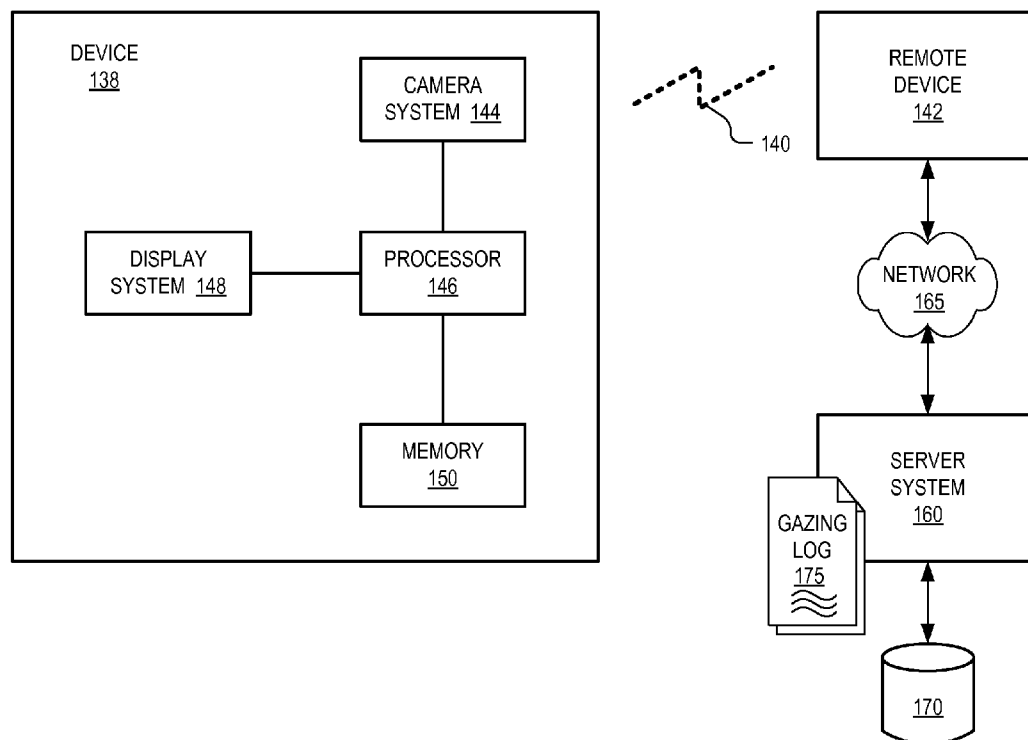 DEVICE
138
CAMERA
SYSTEM 144
DISPLAY
SYSTEM 148
PROCESSOR
146
MEMORY
150
140
REMOTE
DEVICE
142
NETWORK
165
SERVER
SYSTEM
160
GAZING
LOG
175
170